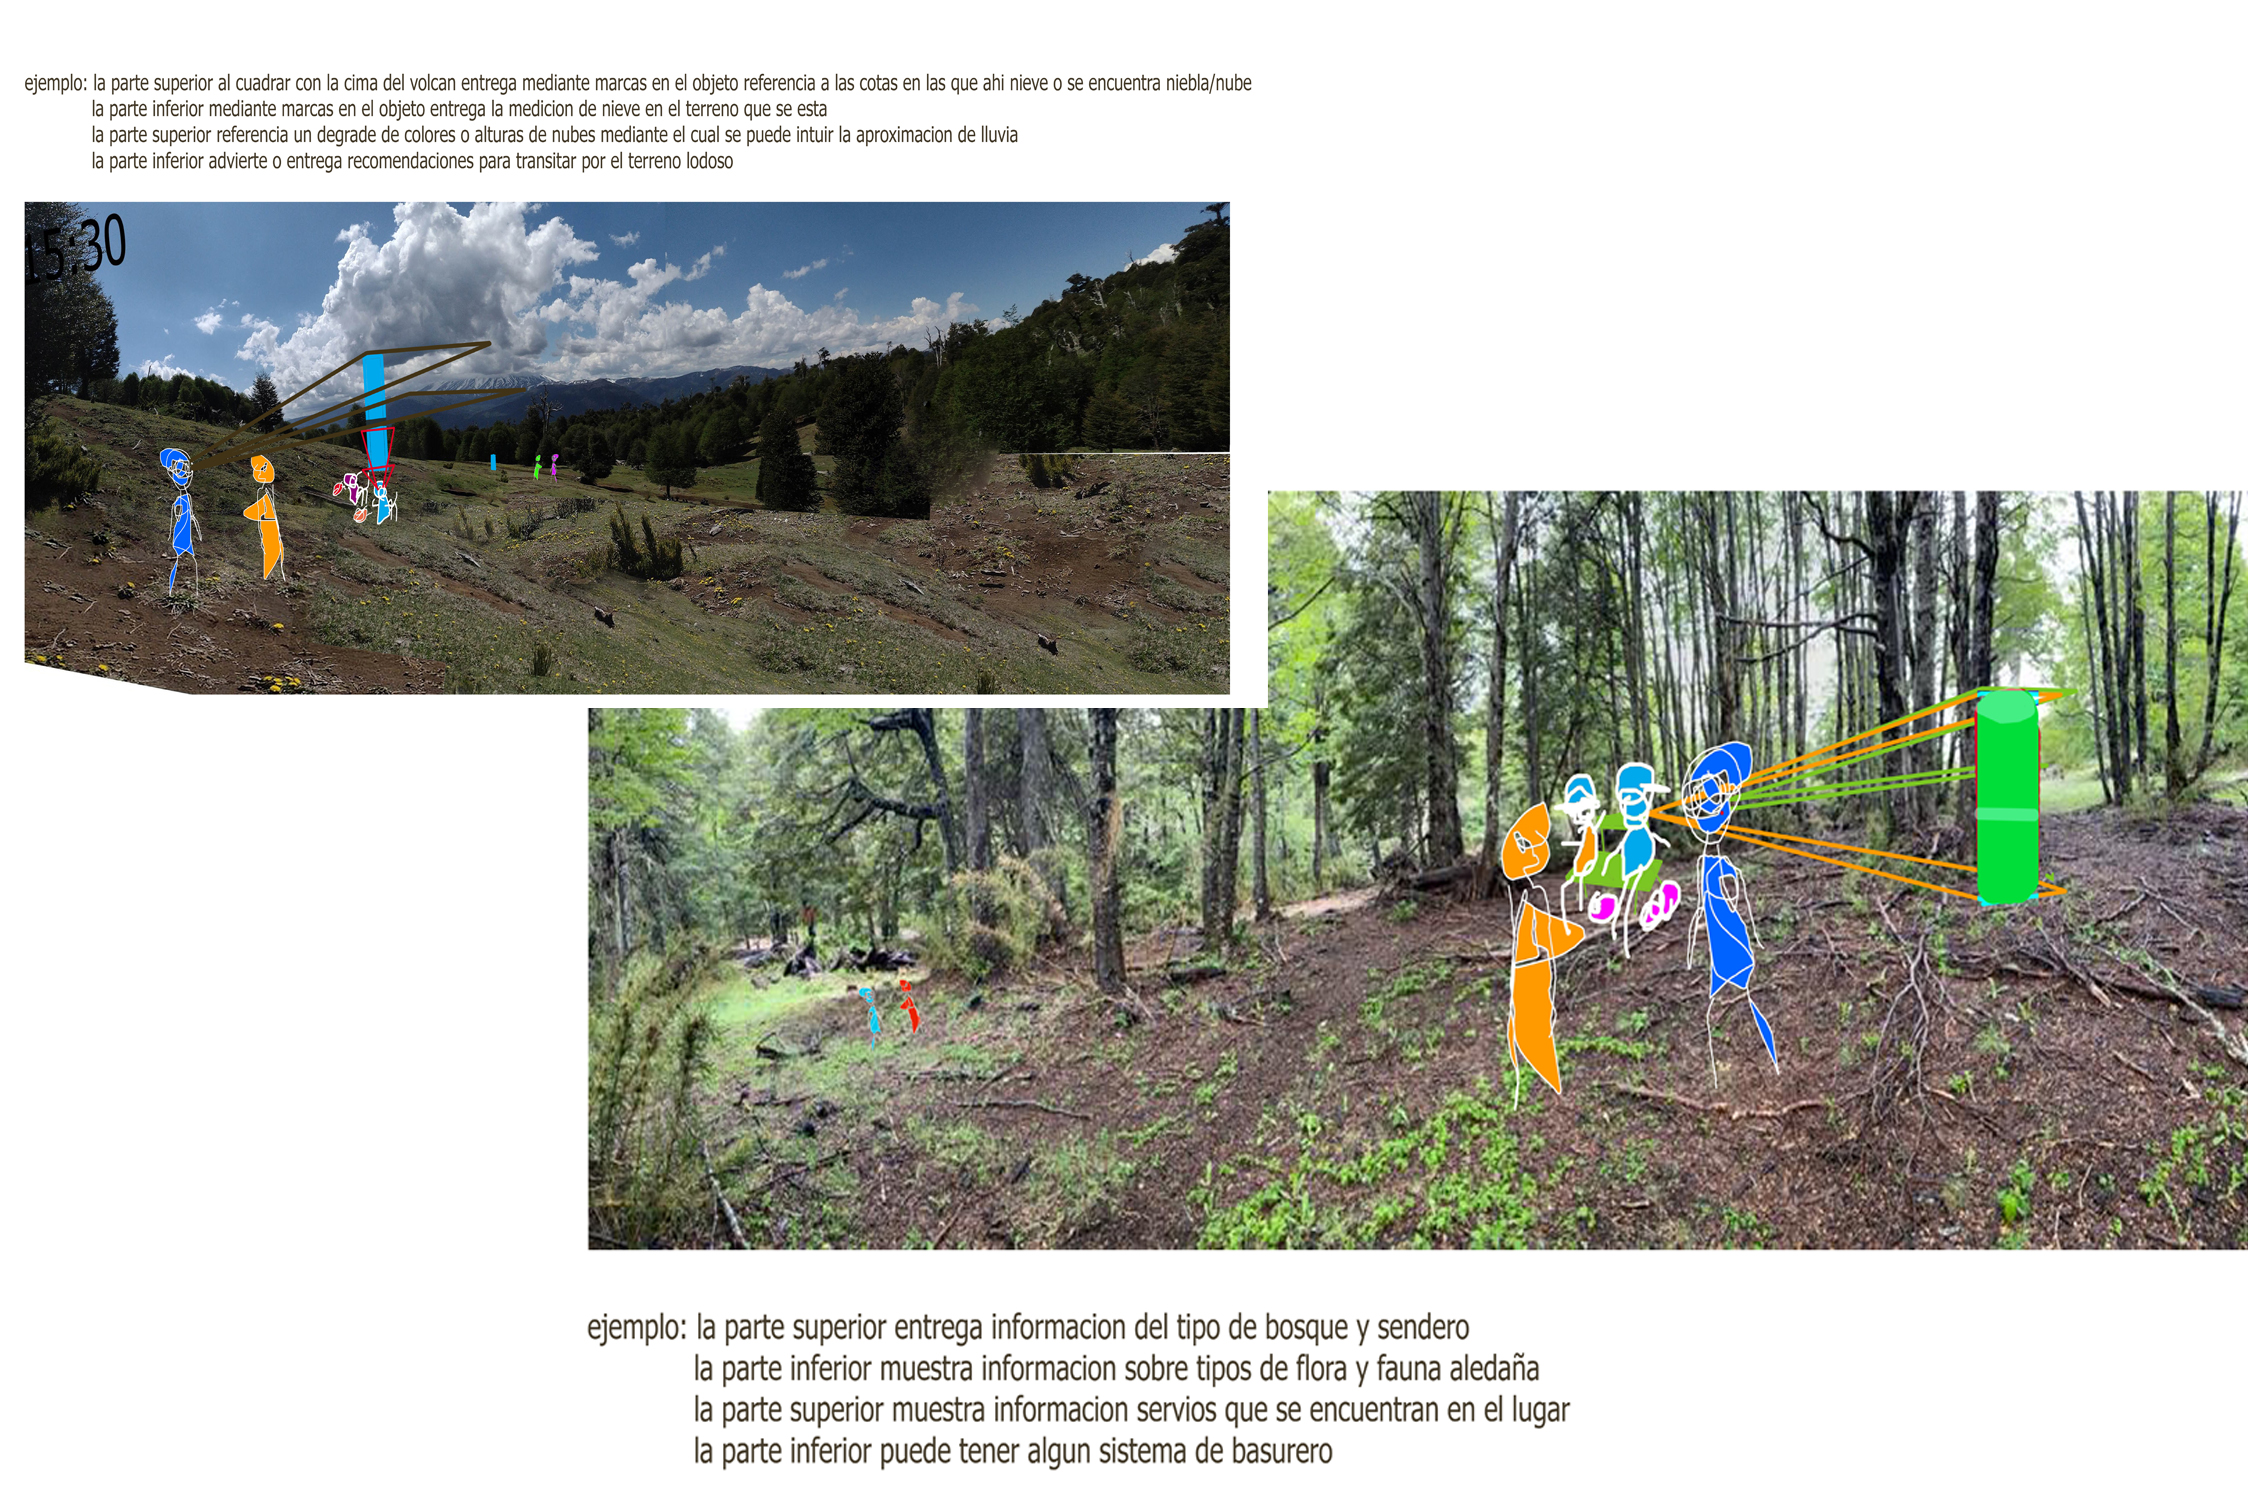 ejemplo: la parte superior al cuadrar con la cima del volcan entrega mediante marcas en el objeto referencia a las cotas en las que ahi nieve o se encuentra niebla/nube
la parte inferior mediante marcas en el objeto entrega la medicion de nieve en el terreno que se esta
la parte superior referencia un degrade de colores o alturas de nubes mediante el cual se puede intuir la aproximacion de lluvia
la parte inferior advierte o entrega recomendaciones para transitar por el terreno lodoso
15:30
ejemplo: la parte superior entrega informacion del tipo de bosque y sendero
la parte inferior muestra informacion sobre tipos de flora y fauna aledaña
la parte superior muestra informacion servios que se encuentran en el lugar
la parte inferior puede tener algun sistema de basurero